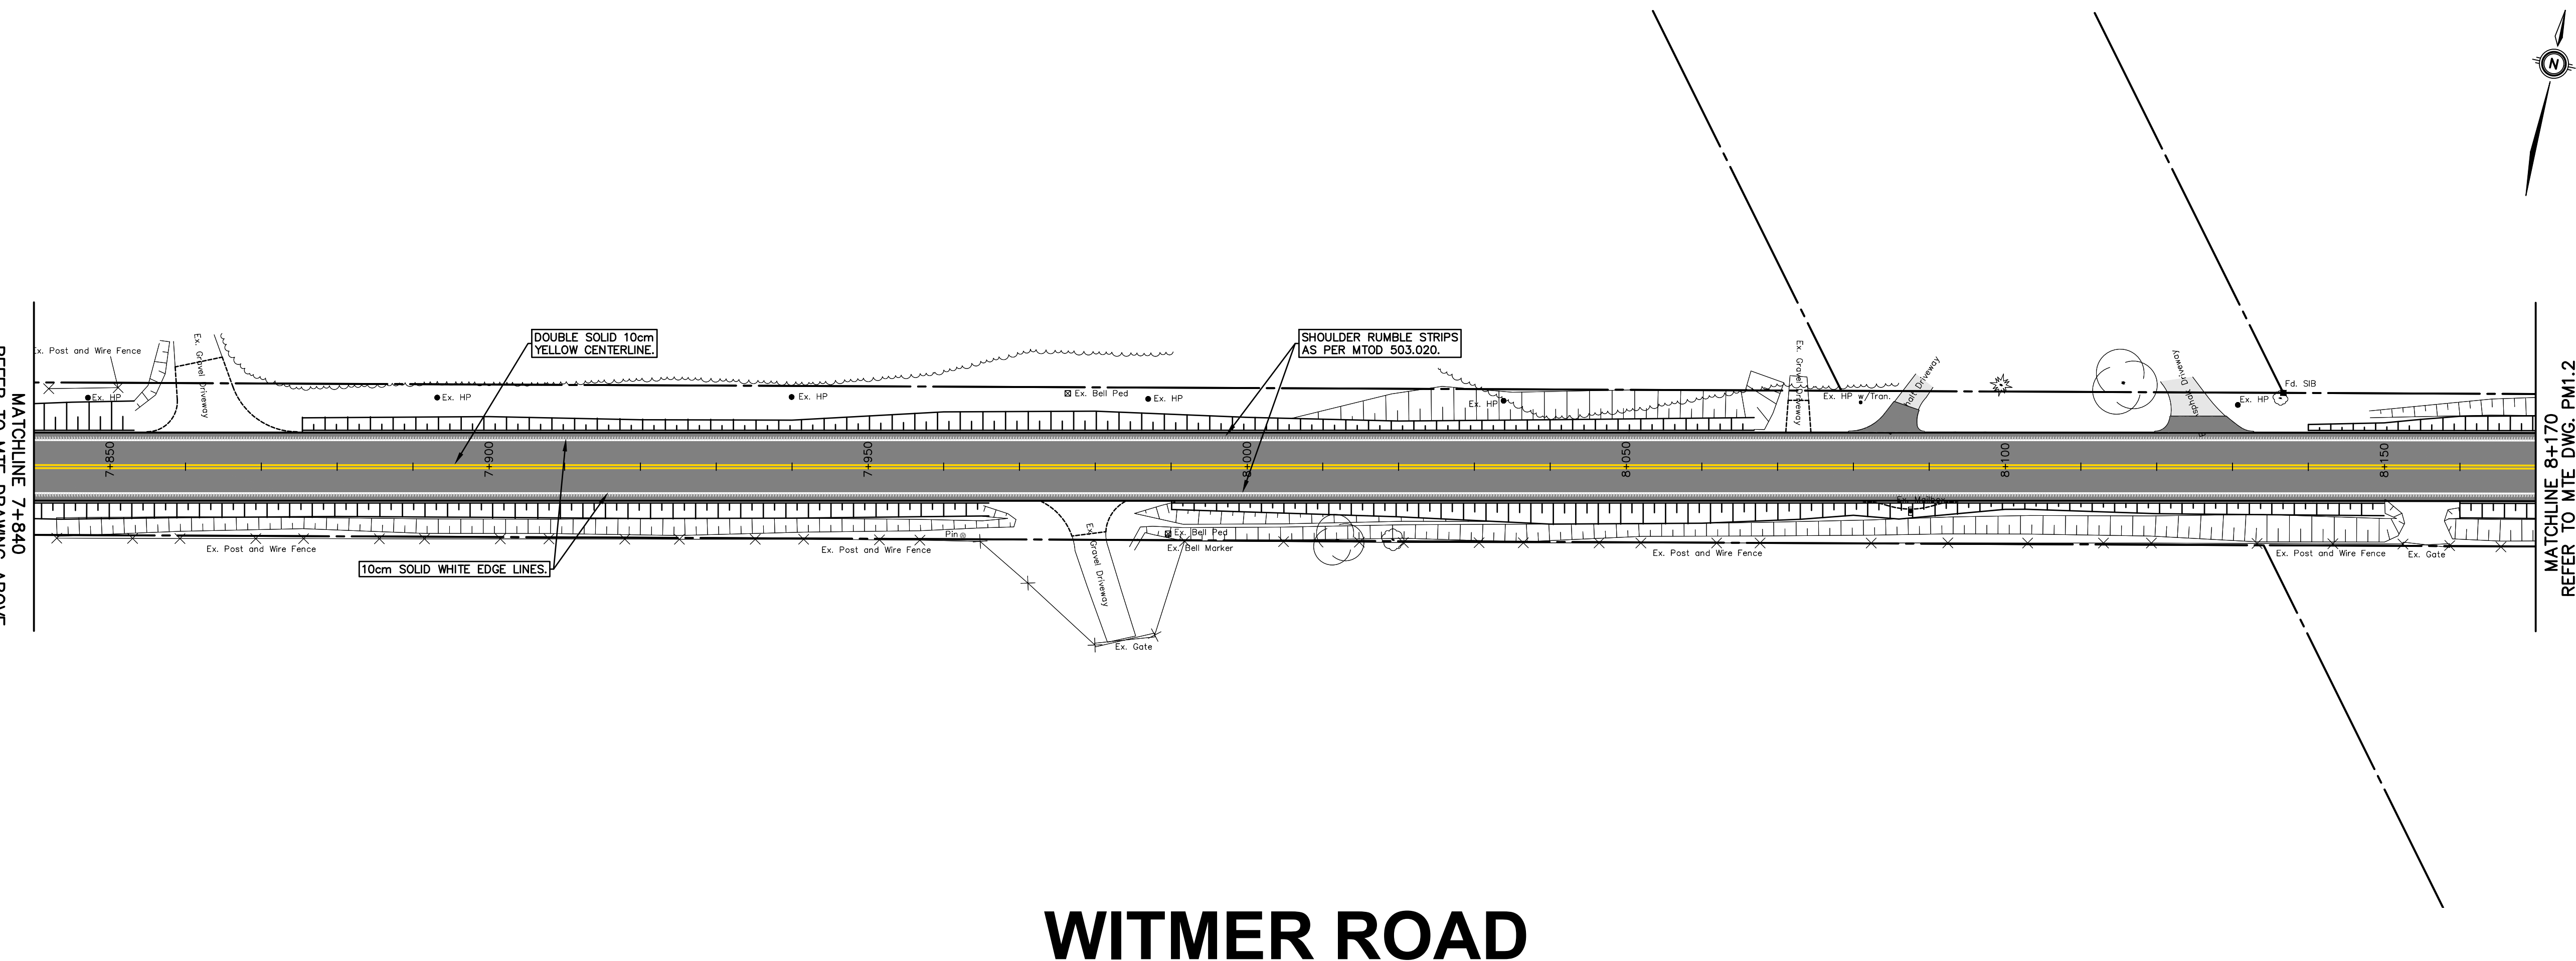 N
DOUBLE SOLID 10cm
YELLOW CENTERLINE.
SHOULDER RUMBLE STRIPS
AS PER MTOD 503.020.
Ex. Post and Wire Fence
Ex. Gravel Driveway
Ex. HP
Ex. HP
Ex. HP
Ex. Bell Ped
Ex. HP
Ex. HP
Ex. Gravel Driveway
Ex. HP w/Tran.
Driveway
Asphalt Driveway
Fd. SIB
Ex. HP
MATCHLINE 7+840
7+850
7+900
7+950
8+000
8+050
8+100
8+150
MATCHLINE 8+170
REFER TO MTE DWG. PM1.2
Ex. Mailbox
Pin
Ex. Bell Ped
Ex. Bell Marker
Ex. Gravel Driveway
Ex. Post and Wire Fence
Ex. Post and Wire Fence
Ex. Post and Wire Fence
Ex. Post and Wire Fence
Ex. Gate
10cm SOLID WHITE EDGE LINES.
Ex. Gate
WITMER ROAD